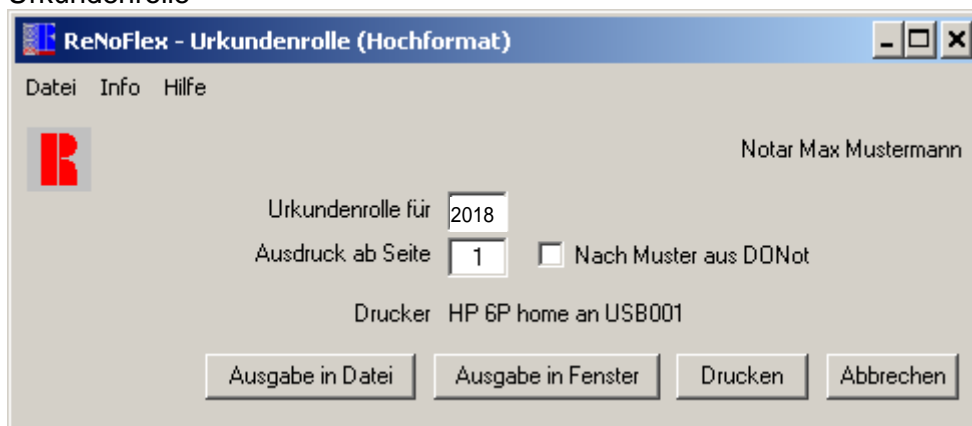 Urkundenrolle
ReNoFlex - Urkundenrolle (Hochformat)
Datei Info Hilfe
Notar Max Mustermann
Urkundenrolle für 2018
Ausdruck ab Seite 1 Nach Muster aus DONot
Drucker HP 6P home an USB001
Ausgabe in Datei Ausgabe in Fenster Drucken Abbrechen